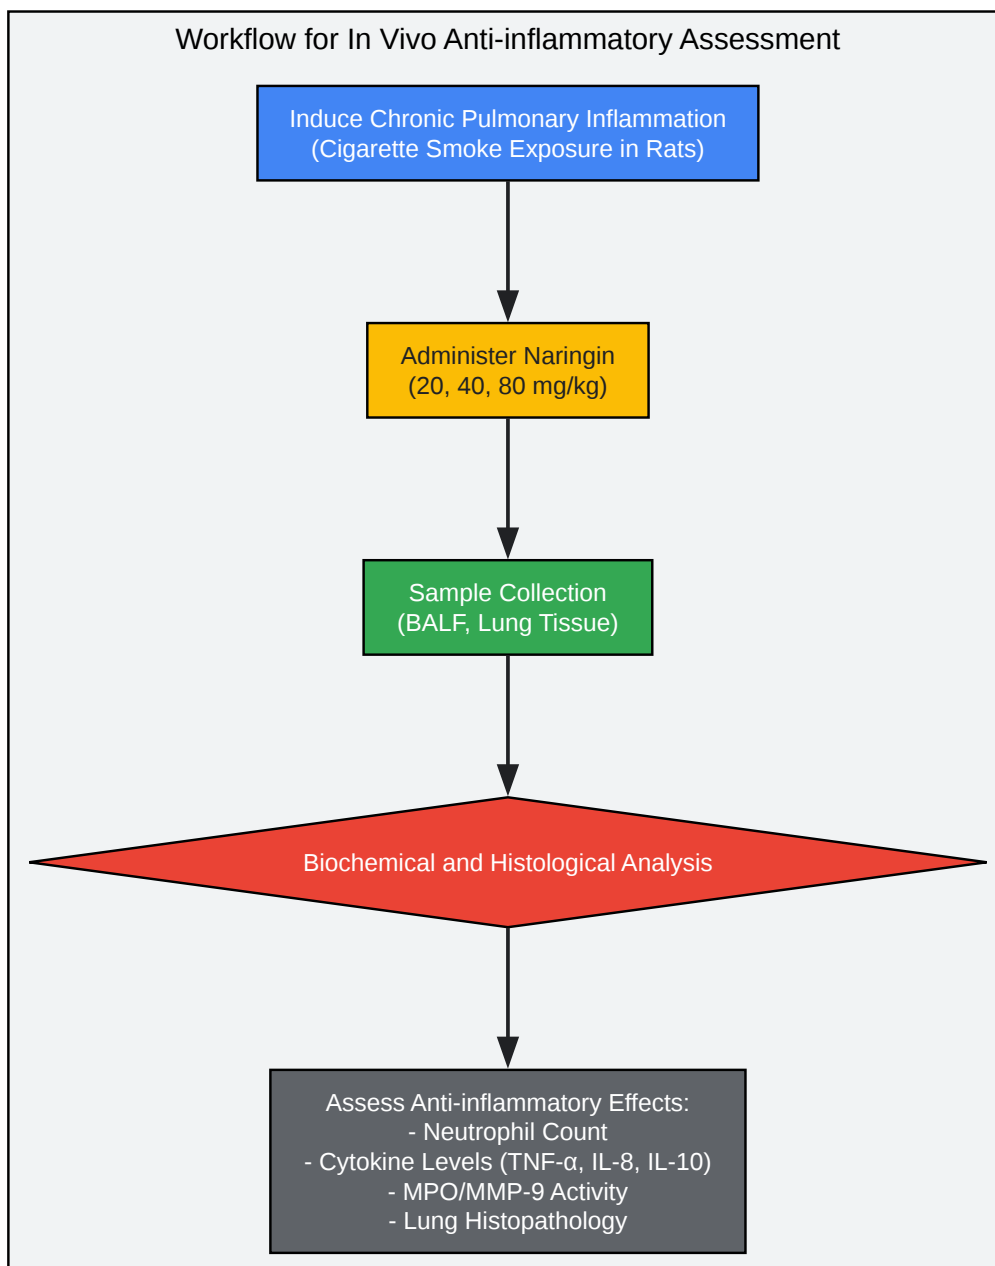 Workflow for In Vivo Anti-inflammatory Assessment
Induce Chronic Pulmonary Inflammation
(Cigarette Smoke Exposure in Rats)
Administer Naringin
(20, 40, 80 mg/kg)
Sample Collection
(BALF, Lung Tissue)
Biochemical and Histological Analysis
Assess Anti-inflammatory Effects:
- Neutrophil Count
- Cytokine Levels (TNF-α, IL-8, IL-10)
- MPO/MMP-9 Activity
- Lung Histopathology